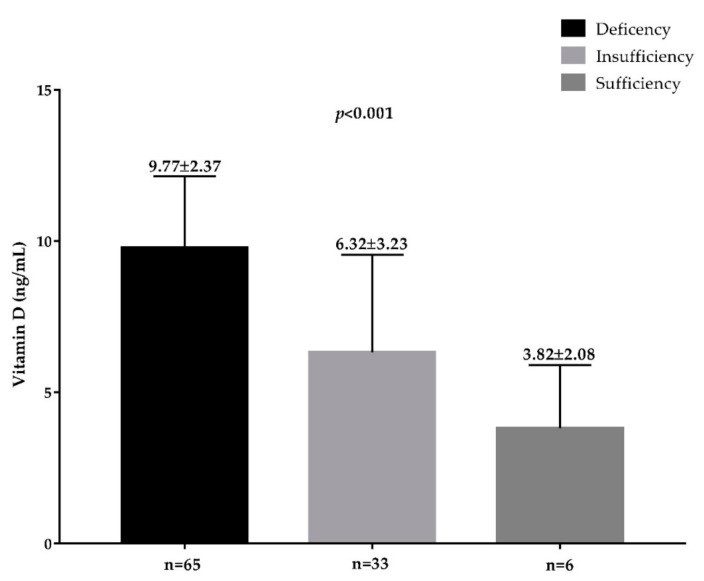 Deficency
Insufficiency
Sufficiency
15
p<0.001
9.77±2.37
10
6.32±3.23
Vitamin D (ng/mL)
3.82±2.08
5
0
n=65
n=33
n=6